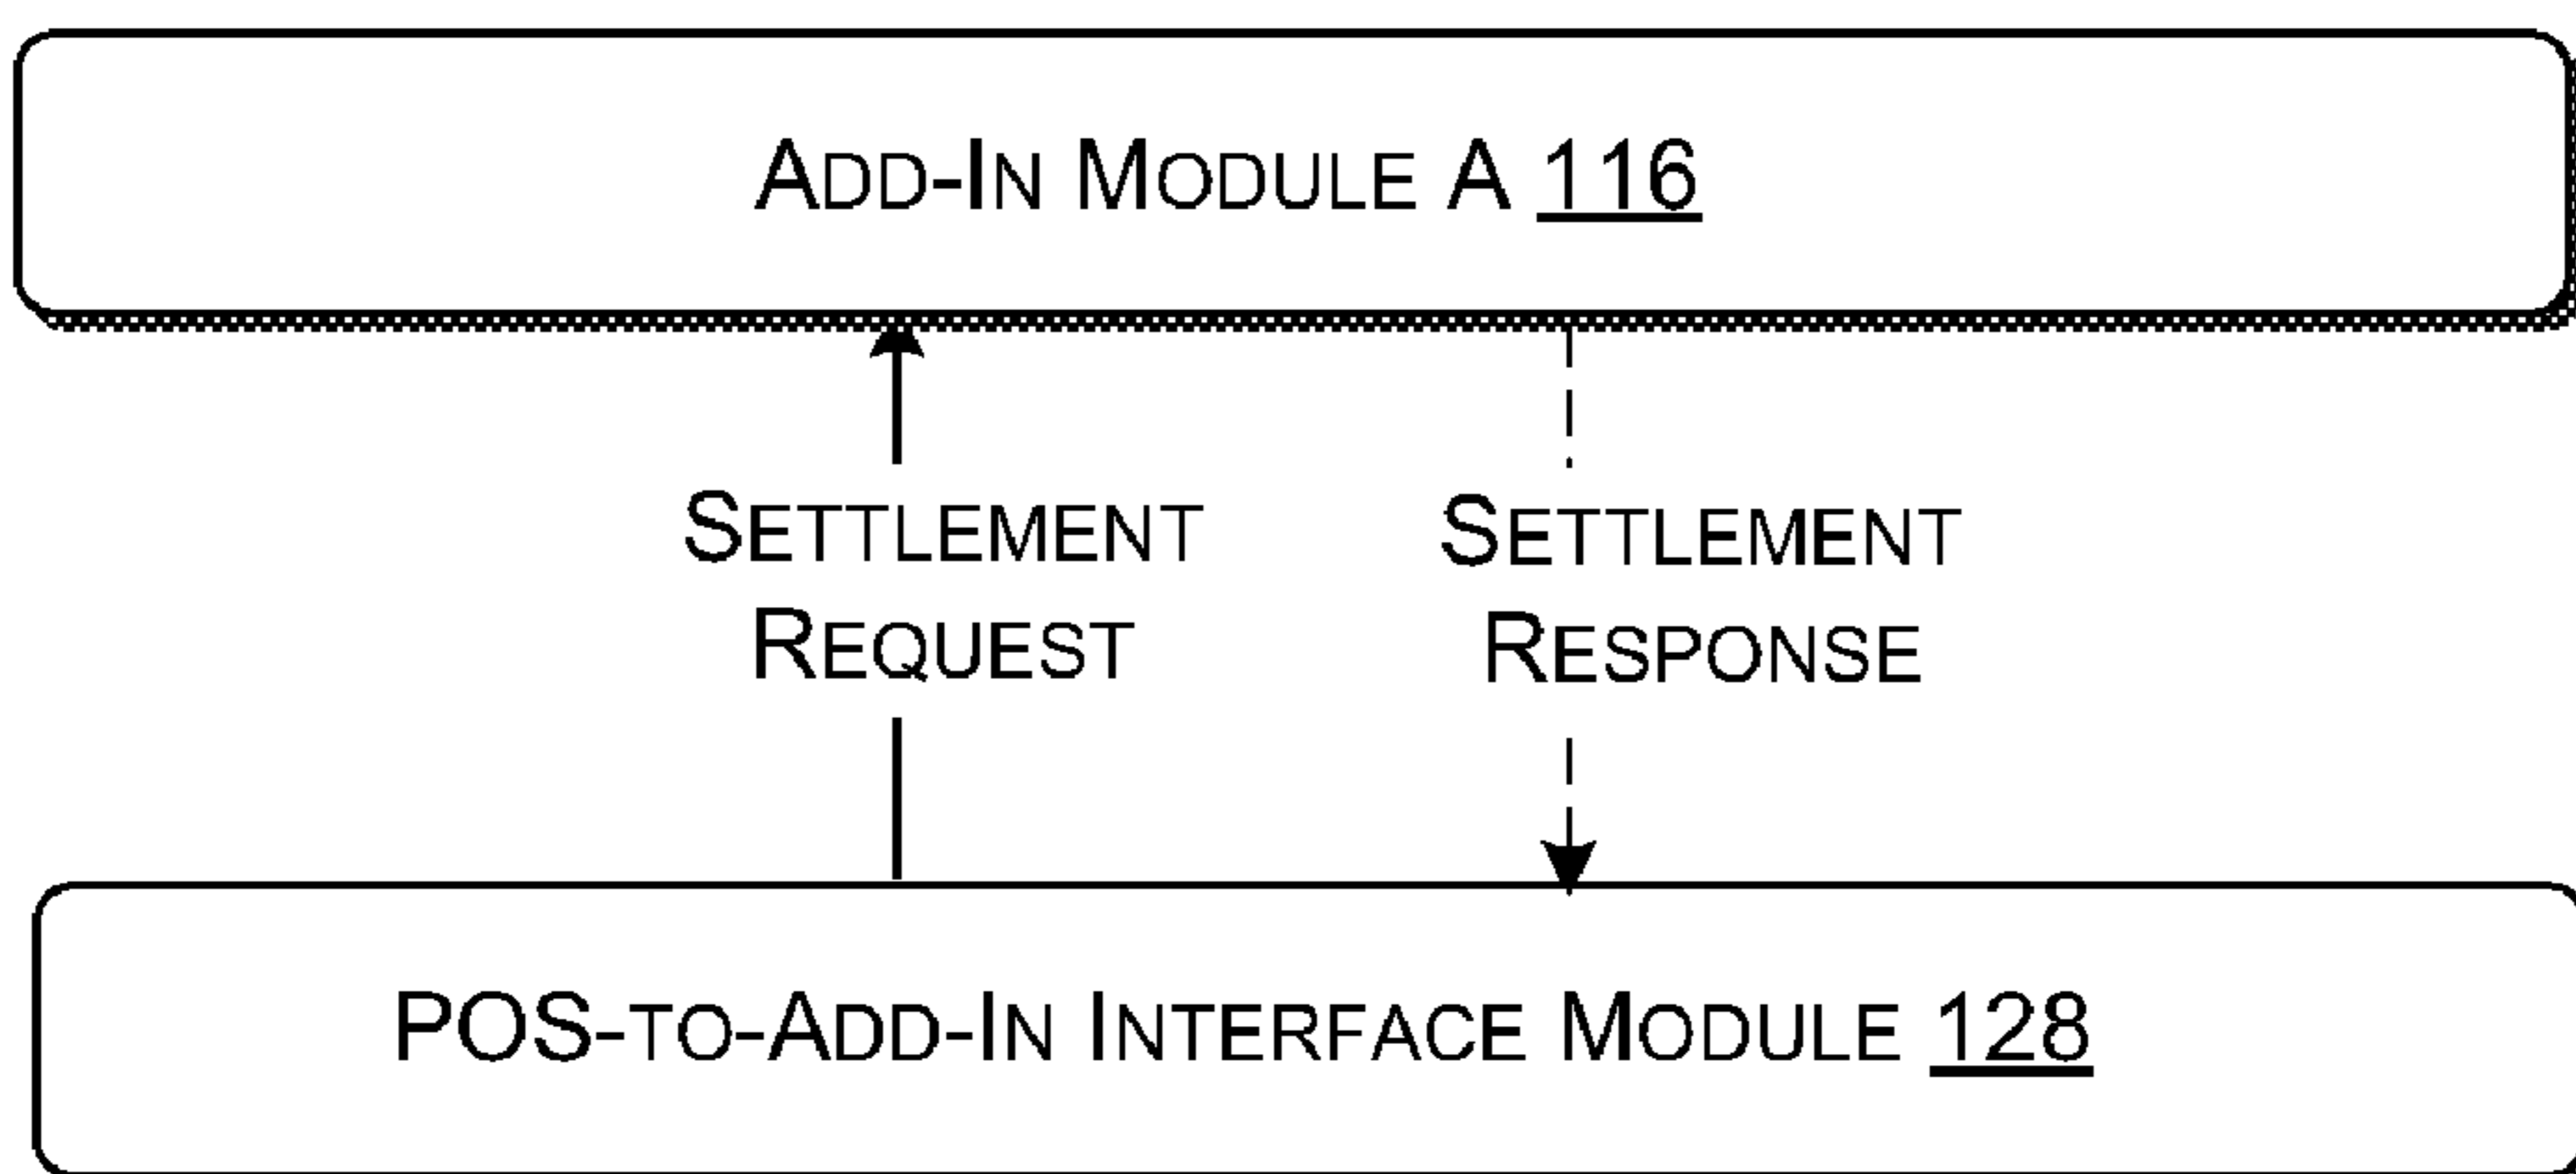 ADD-IN MODULE A 116
SETTLEMENT
REQUEST
SETTLEMENT
RESPONSE
POS-TO-ADD-IN INTERFACE MODULE 128